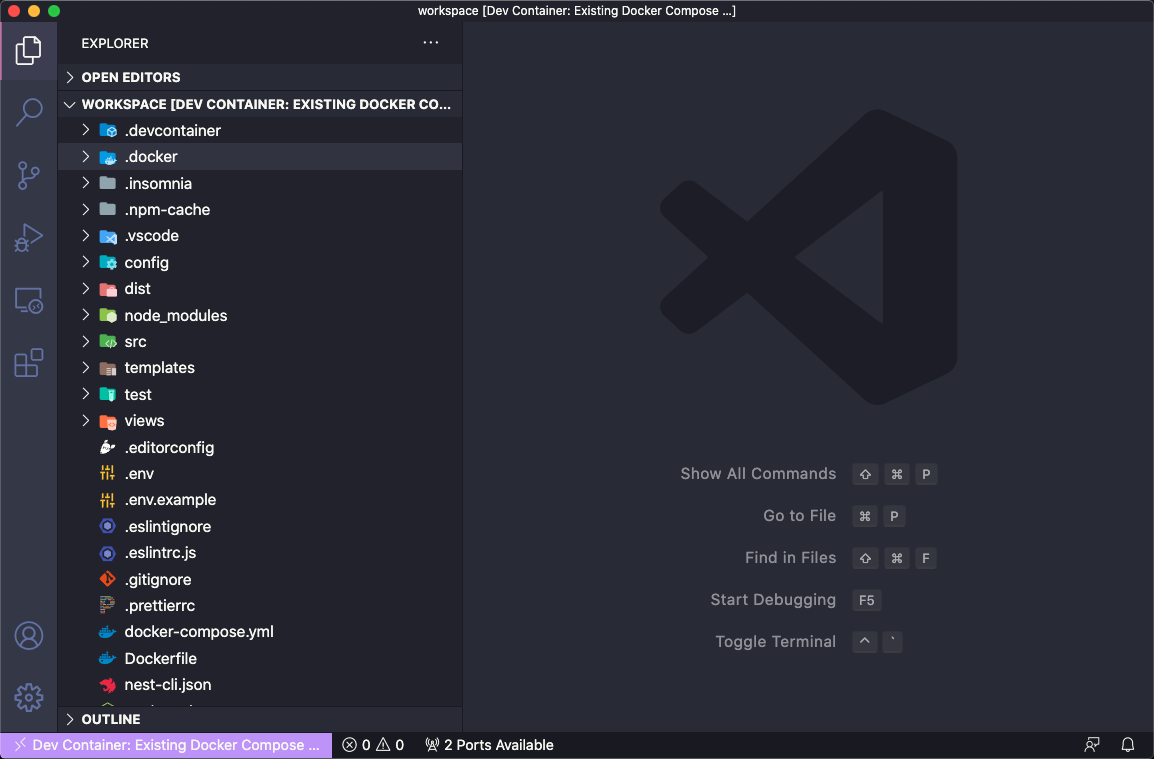 workspace [Dev Container: Existing Docker Compose ...]
EXPLORER
OPEN EDITORS
WORKSPACE [DEV CONTAINER: EXISTING DOCKER CO...
.devcontainer
.docker
.insomnia
.npm-cache
.vscode
config
dist
node_modules
src
templates
test
views
.editorconfig
.env
.env.example
.eslintignore
.eslintrc.js
.gitignore
.prettierrc
docker-compose.yml
Dockerfile
nest-cli.json
OUTLINE
Show All Commands ⇧ ⌘ P
Go to File ⌘ P
Find in Files ⇧ ⌘ F
Start Debugging F5
Toggle Terminal ^ `
Dev Container: Existing Docker Compose ... 0 0 2 Ports Available